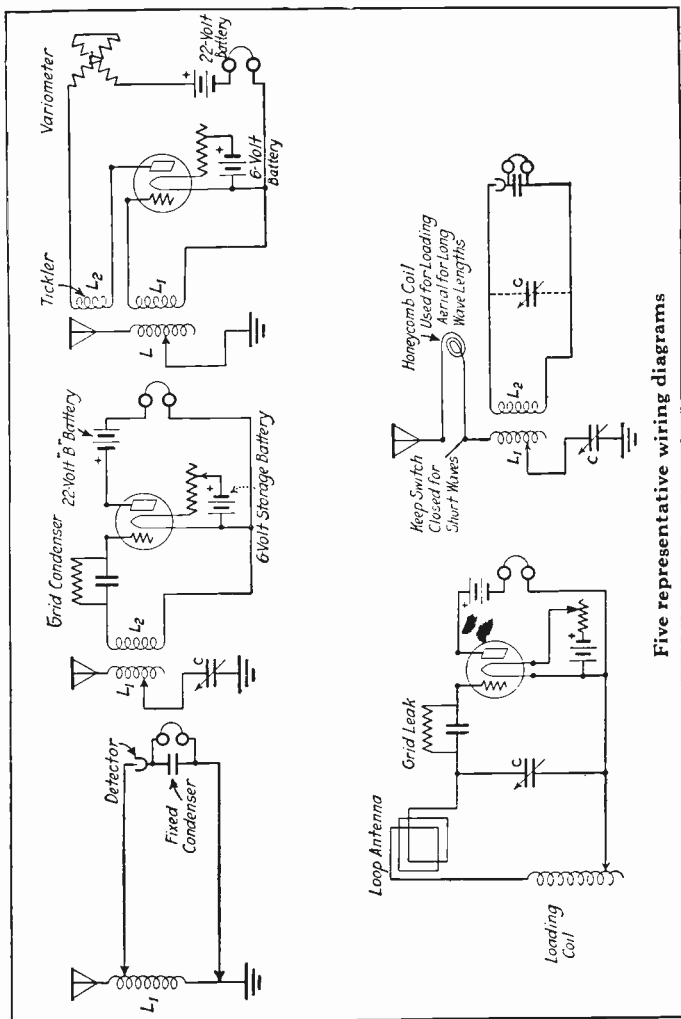 Detector
Fixed
Condenser
L1
Grid Condenser
22-Volt "B" Battery
+
L1
L2
C
+
6-Volt Storage Battery
Tickler
Variometer
L2
L
L1
+
22-Volt
Battery
+
6-Volt
Battery
Loop Antenna
Grid Leak
+
C
+
Loading
Coil
Keep Switch
Closed for
Short Waves
Honeycomb Coil
Used for Loading
Aerial for Long
Wave Lengths
L1
L2
C
C
Five representative wiring diagrams